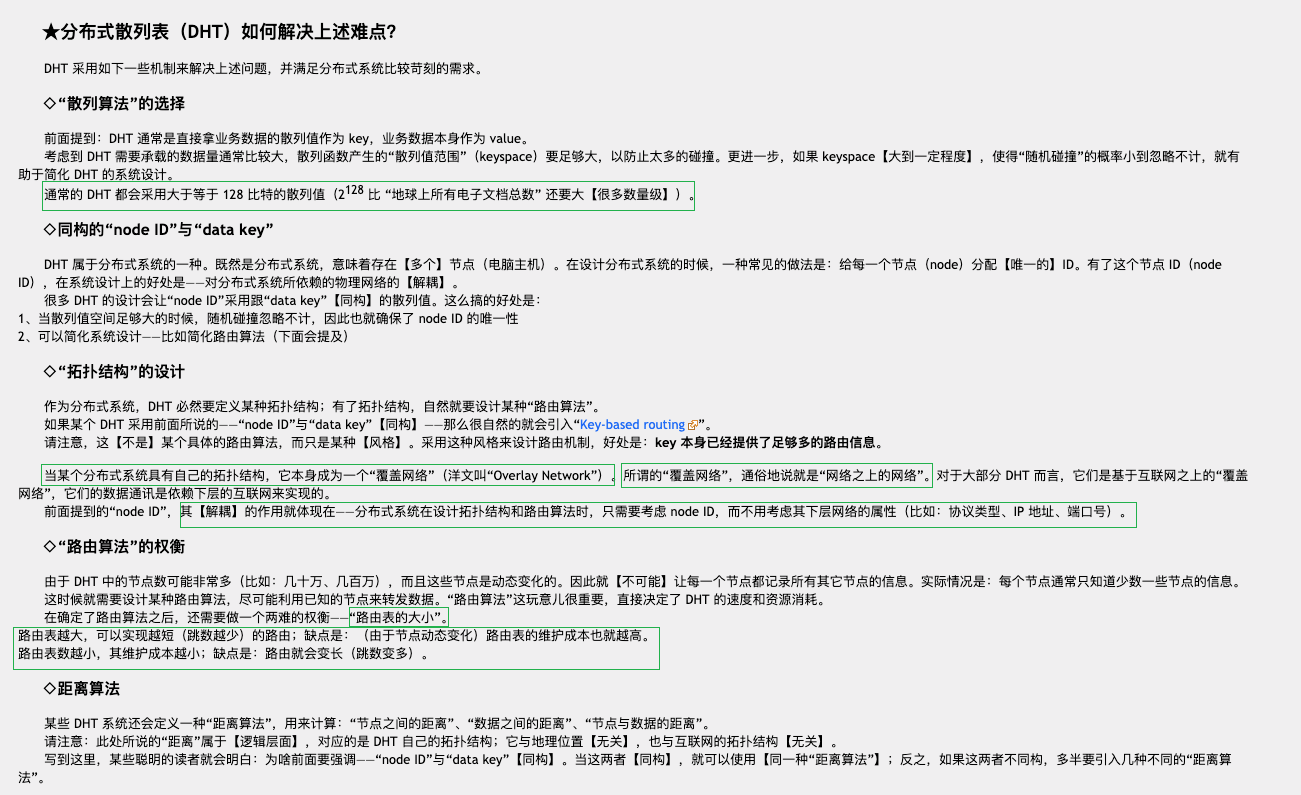 ★分布式散列表（DHT）如何解决上述难点？
DHT 采用如下一些机制来解决上述问题，并满足分布式系统比较苛刻的需求。
◇“散列算法”的选择
前面提到：DHT 通常是直接拿业务数据的散列值作为 key，业务数据本身作为 value。
考虑到 DHT 需要承载的数据量通常比较大，散列函数产生的“散列值范围”（keyspace）要足够大，以防止太多的碰撞。更进一步，如果 keyspace【大到一定程度】，使得“随机碰撞”的概率小到忽略不计，就有
助于简化 DHT 的系统设计。
通常的 DHT 都会采用大于等于 128 比特的散列值（2^128 比 “地球上所有电子文档总数” 还要大【很多数量级】）。
◇同构的“node ID”与“data key”
DHT 属于分布式系统的一种。既然是分布式系统，意味着存在【多个】节点（电脑主机）。在设计分布式系统的时候，一种常见的做法是：给每一个节点（node）分配【唯一的】ID。有了这个节点 ID（node
ID），在系统设计上的好处是——对分布式系统所依赖的物理网络的【解耦】。
很多 DHT 的设计会让“node ID”采用跟“data key”【同构】的散列值。这么搞的好处是：
1、当散列值空间足够大的时候，随机碰撞忽略不计，因此也就确保了 node ID 的唯一性
2、可以简化系统设计——比如简化路由算法（下面会提及）
◇“拓扑结构”的设计
作为分布式系统，DHT 必然要定义某种拓扑结构；有了拓扑结构，自然就要设计某种“路由算法”。
如果某个 DHT 采用前面所说的——“node ID”与“data key”【同构】——那么很自然的就会引入“Key-based routing”。
请注意，这【不是】某个具体的路由算法，而只是某种【风格】。采用这种风格来设计路由机制，好处是：key 本身已经提供了足够多的路由信息。
当某个分布式系统具有自己的拓扑结构，它本身成为一个“覆盖网络”（洋文叫“Overlay Network”）。所谓的“覆盖网络”，通俗地说就是“网络之上的网络”。对于大部分 DHT 而言，它们是基于互联网之上的“覆盖
网络”，它们的数据通讯是依赖下层的互联网来实现的。
前面提到的“node ID”，其【解耦】的作用就体现在——分布式系统在设计拓扑结构和路由算法时，只需要考虑 node ID，而不用考虑其下层网络的属性（比如：协议类型、IP 地址、端口号）。
◇“路由算法”的权衡
由于 DHT 中的节点数可能非常多（比如：几十万、几百万），而且这些节点是动态变化的。因此就【不可能】让每一个节点都记录所有其它节点的信息。实际情况是：每个节点通常只知道少数一些节点的信息。
这时候就需要设计某种路由算法，尽可能利用已知的节点来转发数据。“路由算法”这玩意儿很重要，直接决定了 DHT 的速度和资源消耗。
在确定了路由算法之后，还需要做一个两难的权衡——“路由表的大小”。
路由表越大，可以实现越短（跳数越少）的路由；缺点是：（由于节点动态变化）路由表的维护成本也就越高。
路由表数越小，其维护成本越小；缺点是：路由就会变长（跳数变多）。
◇距离算法
某些 DHT 系统还会定义一种“距离算法”，用来计算：“节点之间的距离”、“数据之间的距离”、“节点与数据的距离”。
请注意：此处所说的“距离”属于【逻辑层面】，对应的是 DHT 自己的拓扑结构；它与地理位置【无关】，也与互联网的拓扑结构【无关】。
写到这里，某些聪明的读者就会明白：为啥前面要强调——“node ID”与“data key”【同构】。当这两者【同构】，就可以使用【同一种“距离算法”】；反之，如果这两者不同构，多半要引入几种不同的“距离算
法”。